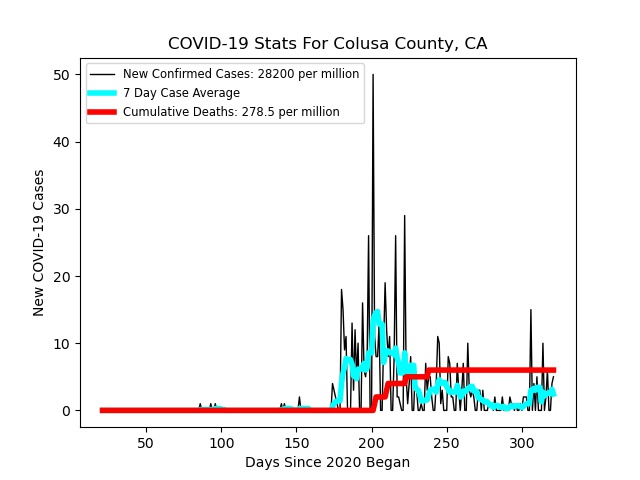 COVID-19 Stats For Colusa County, CA
New Confirmed Cases: 28200 per million
7 Day Case Average
Cumulative Deaths: 278.5 per million
New COVID-19 Cases
50
40
30
20
10
0
50 100 150 200 250 300
Days Since 2020 Began